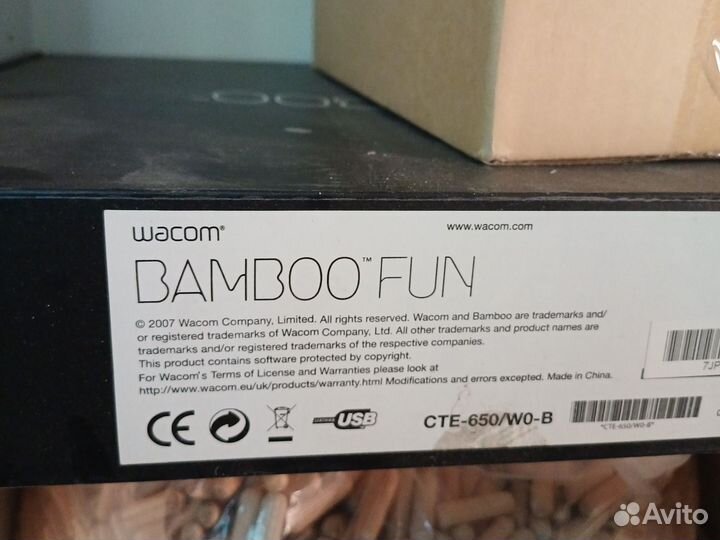 wacom®
www.wacom.com
BAMBOO™ FUN
© 2007 Wacom Company, Limited. All rights reserved. Wacom and Bamboo are trademarks and/
or registered trademarks of Wacom Company, Ltd. All other trademarks and product names are
trademarks and/or registered trademarks of the respective companies.
This product contains software protected by copyright.
For Wacom's Terms of License and Warranties please look at
http://www.wacom.eu/uk/products/warranty.html Modifications and errors excepted. Made in China.
7JP
CE
USB
CTE-650/W0-B
*CTE-650/W0-B*
Avito